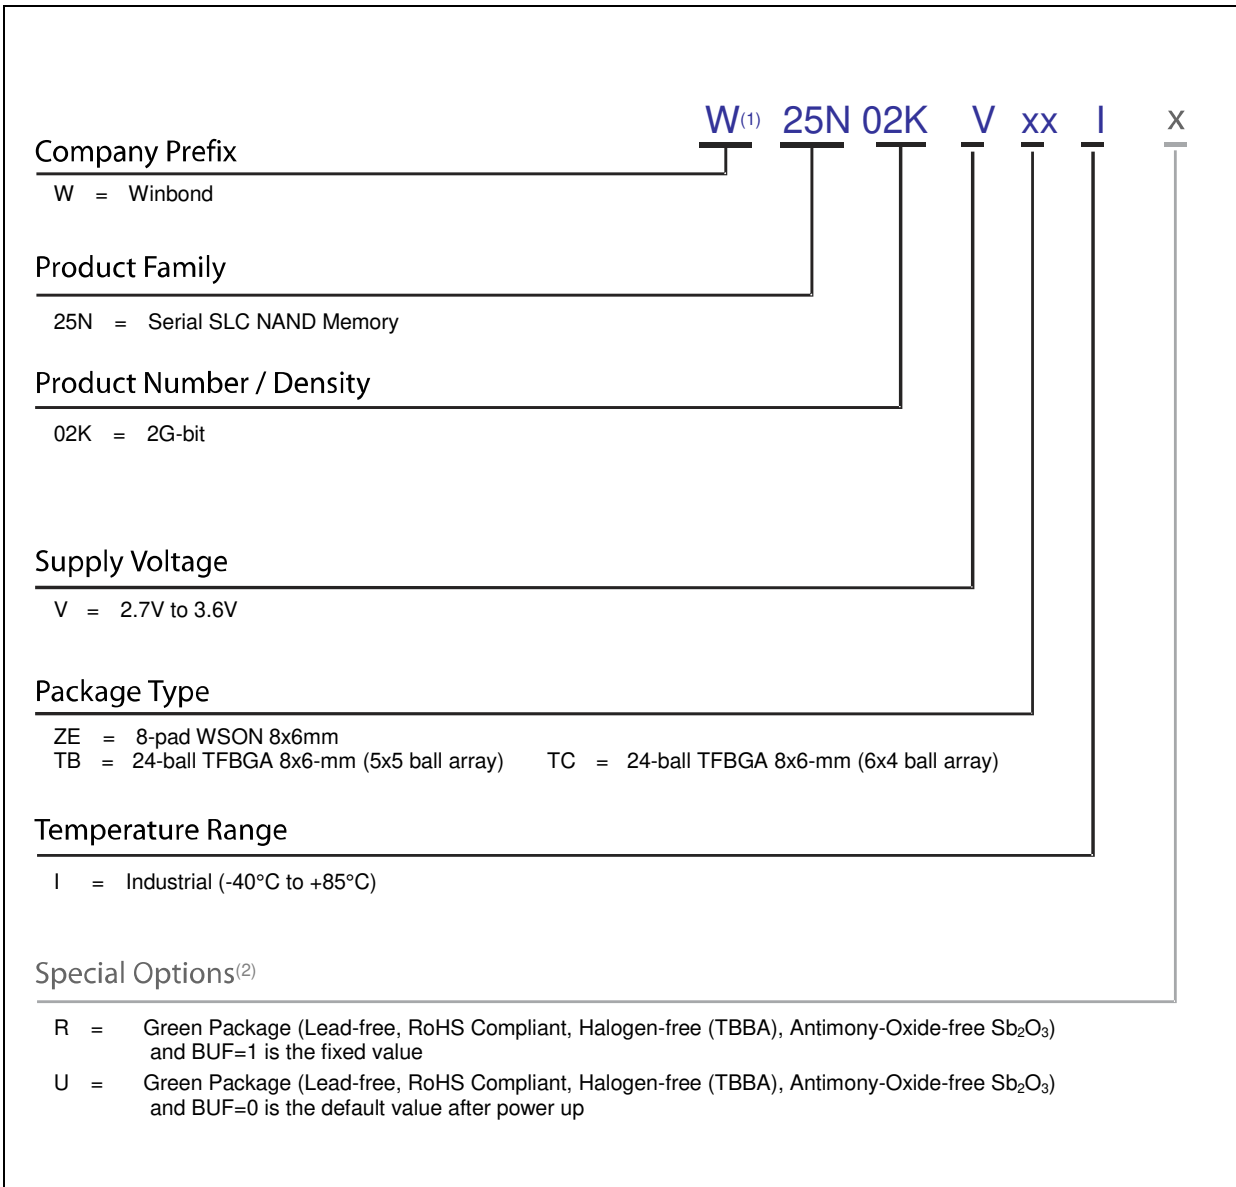 W(1) 25N 02K V xx I x
Company Prefix
W = Winbond
Product Family
25N = Serial SLC NAND Memory
Product Number / Density
02K = 2G-bit
Supply Voltage
V = 2.7V to 3.6V
Package Type
ZE = 8-pad WSON 8x6mm
TB = 24-ball TFBGA 8x6-mm (5x5 ball array) TC = 24-ball TFBGA 8x6-mm (6x4 ball array)
Temperature Range
I = Industrial (-40°C to +85°C)
Special Options(2)
R = Green Package (Lead-free, RoHS Compliant, Halogen-free (TBBA), Antimony-Oxide-free Sb₂O₃)
and BUF=1 is the fixed value
U = Green Package (Lead-free, RoHS Compliant, Halogen-free (TBBA), Antimony-Oxide-free Sb₂O₃)
and BUF=0 is the default value after power up